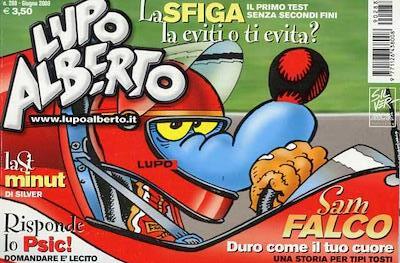 n. 288 - Giugno 2009
€ 3,50
LUPO
ALBERTO
www.lupoalberto.it
La SFIGA
IL PRIMO TEST
SENZA SECONDI FINI
la eviti o ti evita?
SILVER
LUPO
last
minut
DI SILVER
Risponde
lo Psic!
DOMANDARE E' LECITO
Sam
FALCO
Duro come il tuo cuore
UNA STORIA PER TIPI TOSTI